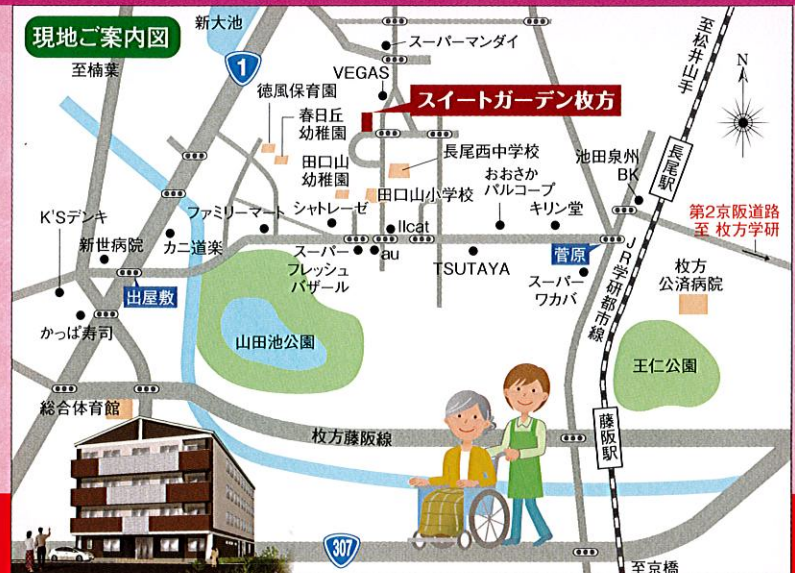 現地ご案内図
新大池
至楠葉
1
スーパーマンダイ
VEGAS
徳風保育園
春日丘
幼稚園
スイートガーデン枚方
田口山
幼稚園
長尾西中学校
田口山小学校
おおさか
パルコープ
池田泉州
BK
至松井山手
N
長尾駅
第2京阪道路
至 枚方学研
K'Sデンキ
新世病院
カニ道楽
ファミリーマート
シャトレーゼ
llcat
au
キリン堂
菅原
スーパー
フレッシュ
バザール
TSUTAYA
スーパー
ワカバ
JR学研都市線
枚方
公済病院
出屋敷
かっぱ寿司
山田池公園
王仁公園
総合体育館
枚方藤阪線
藤阪駅
307
至京橋